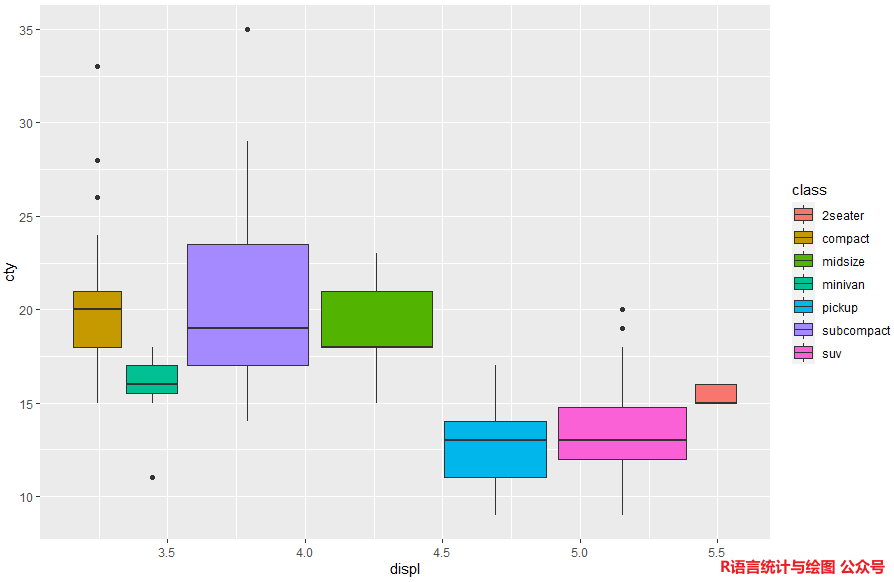 35
30
25
20
15
10
cty
3.5
4.0
4.5
5.0
5.5
displ
class
2seater
compact
midsize
minivan
pickup
subcompact
suv
R语言统计与绘图 公众号